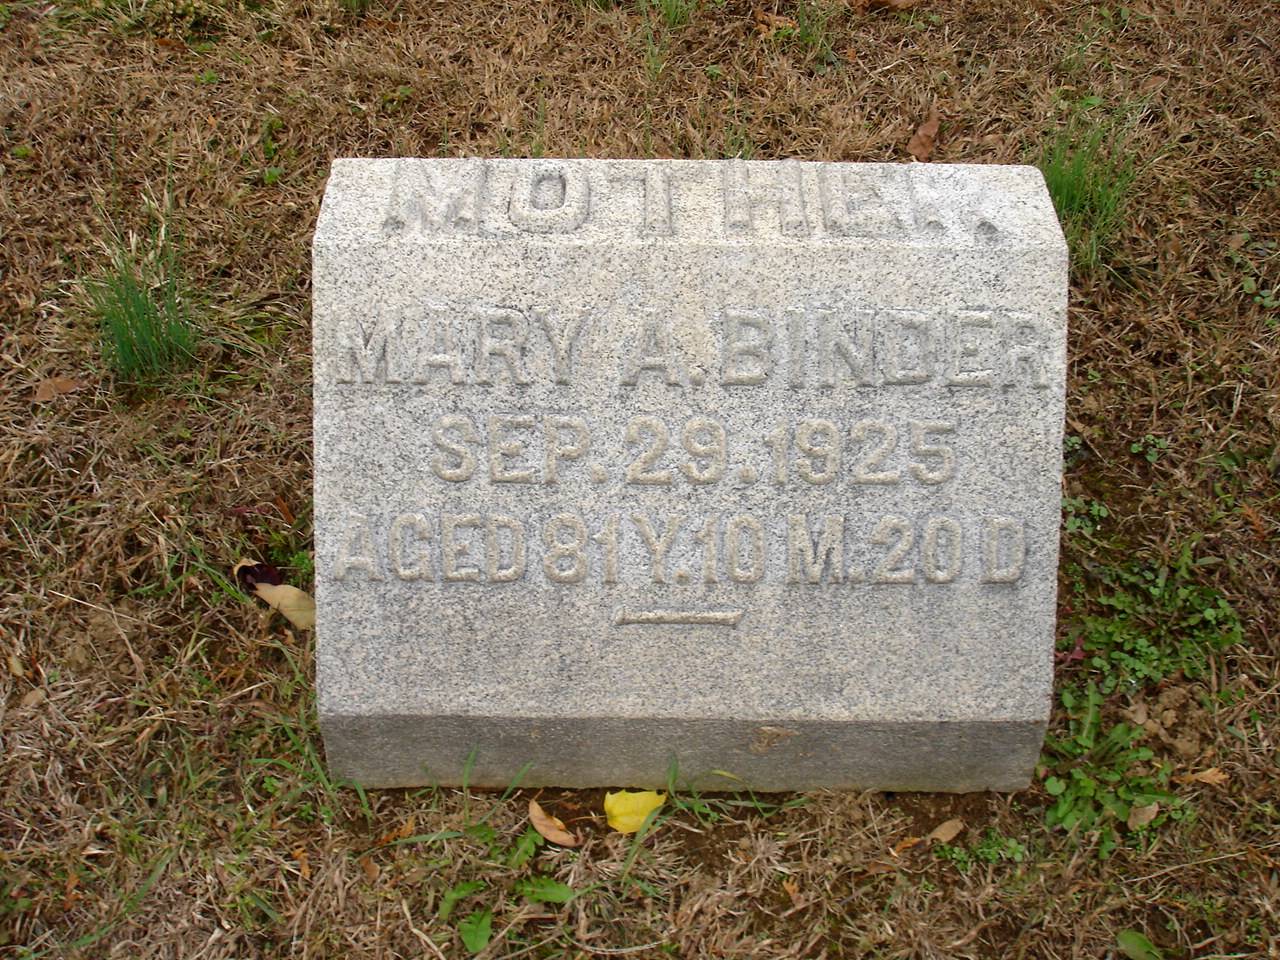 MOTHER.
MARY A. BINDER
SEP. 29. 1925
AGED 81 Y. 10 M. 20 D